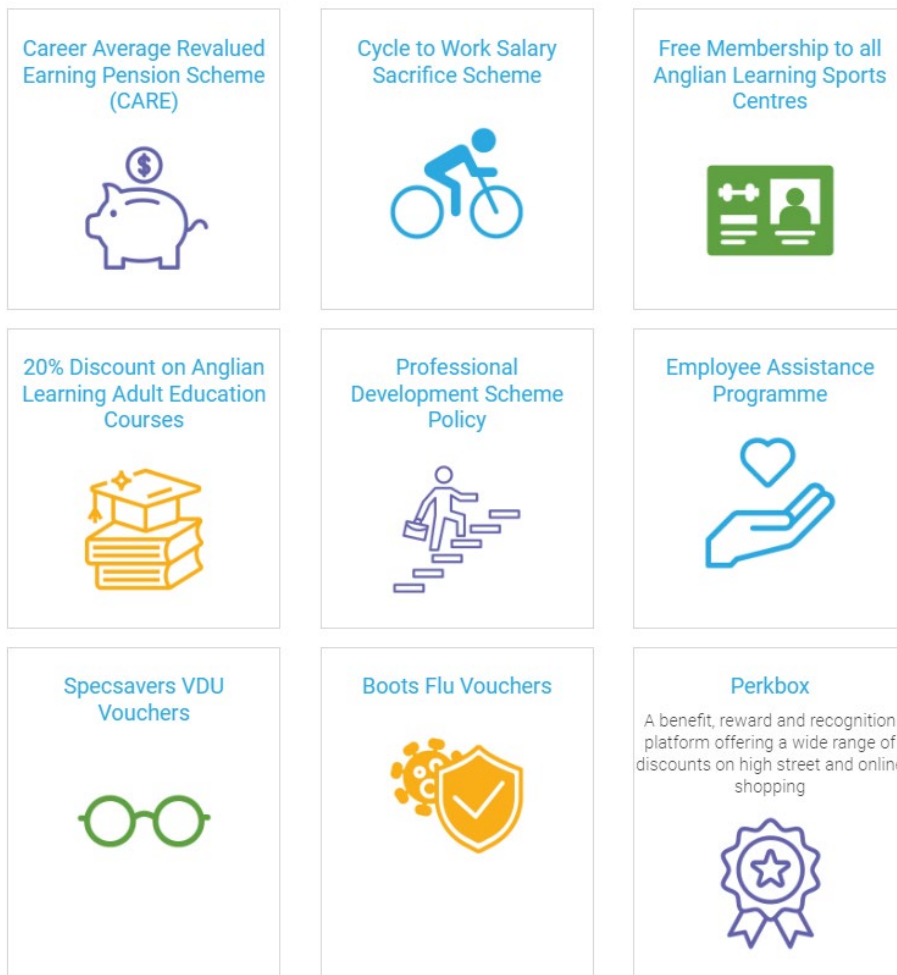 Career Average Revalued
Earning Pension Scheme
(CARE)
Cycle to Work Salary
Sacrifice Scheme
Free Membership to all
Anglian Learning Sports
Centres
$
20% Discount on Anglian
Learning Adult Education
Courses
Professional
Development Scheme
Policy
Employee Assistance
Programme
Specsavers VDU
Vouchers
Boots Flu Vouchers
Perkbox
A benefit, reward and recognition
platform offering a wide range of
discounts on high street and online
shopping